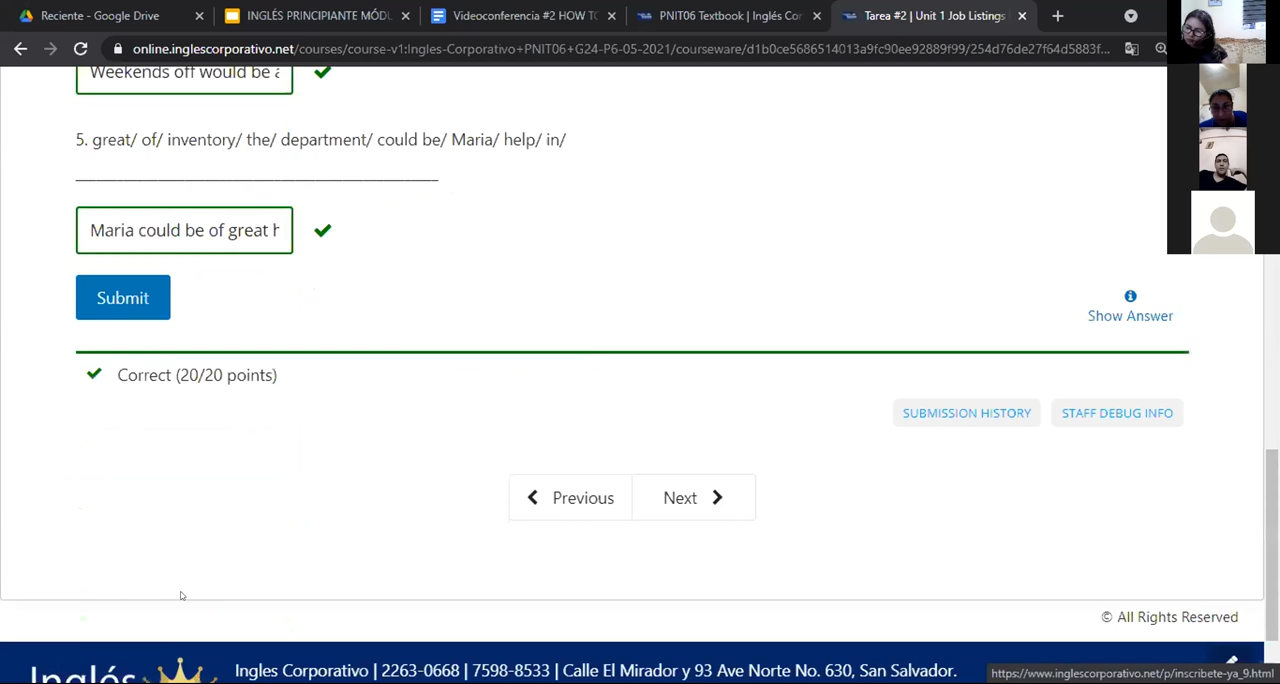 Reciente - Google Drive
INGLÉS PRINCIPIANTE MÓDU
Videoconferencia #2 HOW TO
PNIT06 Textbook | Inglés Cor
Tarea #2 | Unit 1 Job Listings
online.inglescorporativo.net/courses/course-v1:Ingles-Corporativo+PNIT06+G24-P6-05-2021/courseware/d1b0ce5686514013a9fc90ee92889f99/254d76de27f64d5883f...
Weekends off would be a
5. great/ of/ inventory/ the/ department/ could be/ Maria/ help/ in/
Maria could be of great h
Submit
Show Answer
Correct (20/20 points)
SUBMISSION HISTORY
STAFF DEBUG INFO
Previous
Next
© All Rights Reserved
Inglés
Ingles Corporativo | 2263-0668 | 7598-8533 | Calle El Mirador y 93 Ave Norte No. 630, San Salvador.
https://www.inglescorporativo.net/p/inscribete-ya_9.html